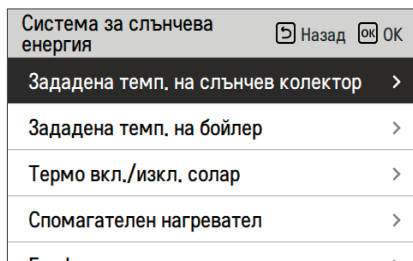 Система за слънчева
енергия
Назад OK OK
Зададена темп. на слънчев колектор
Зададена темп. на бойлер
Термо вкл./изкл. солар
Спомагателен нагревател